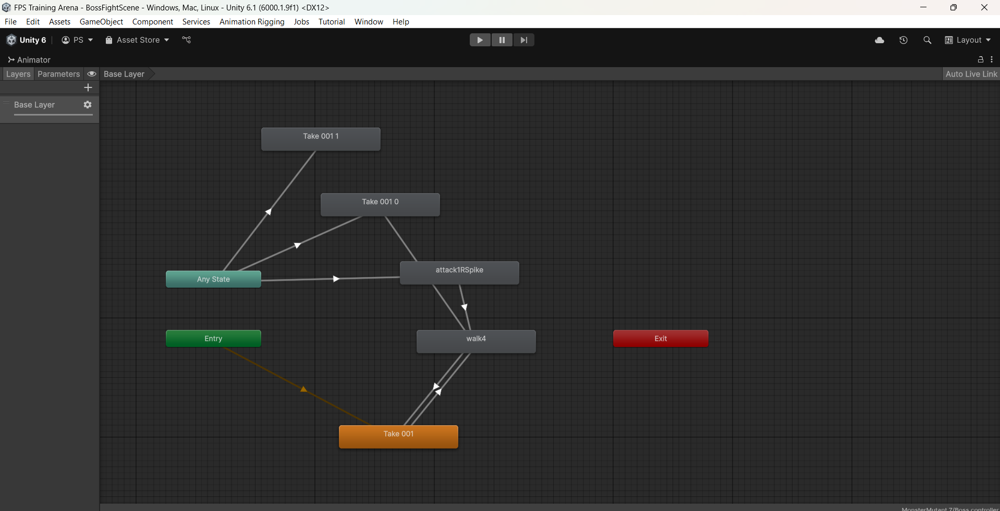 FPS Training Arena - BossFightScene - Windows, Mac, Linux - Unity 6.1 (6000.1.9f1) <DX12>
File Edit Assets GameObject Component Services Animation Rigging Jobs Tutorial Window Help
Unity 6 PS Asset Store Layout
Animator
Layers Parameters Base Layer Auto Live Link
Base Layer
Take 001 1
Take 001 0
attack1RSpike
Any State
Entry
walk4
Exit
Take 001
MonsterMutant 7/Boss controller